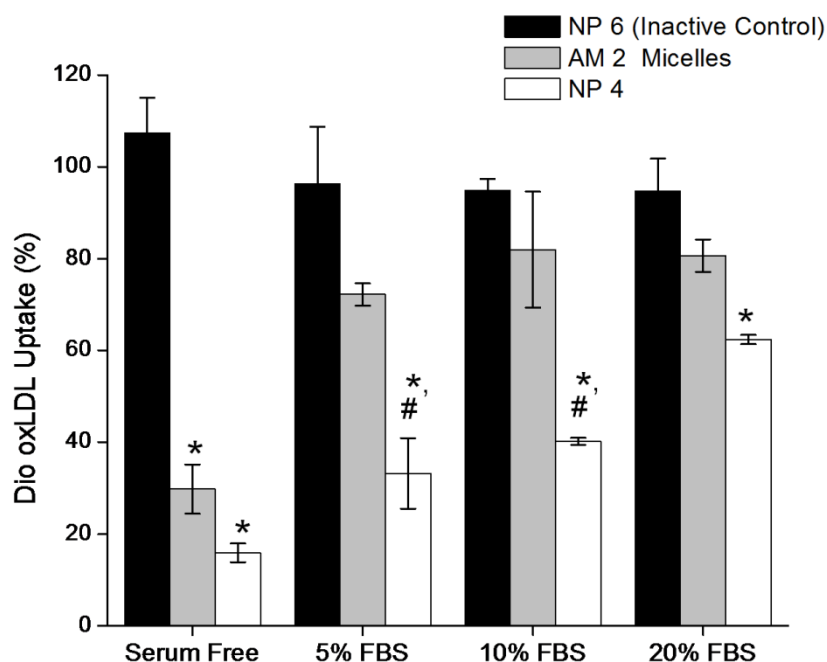 NP 6 (Inactive Control)
AM 2 Micelles
NP 4
Dio oxLDL Uptake (%)
120
100
80
60
40
20
0
*
*
*,
#
*,
#
*
Serum Free
5% FBS
10% FBS
20% FBS